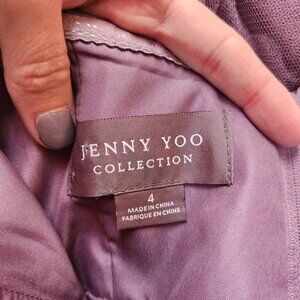 JENNY YOO
COLLECTION
4
MADE IN CHINA
FABRIQUÉ EN CHINE